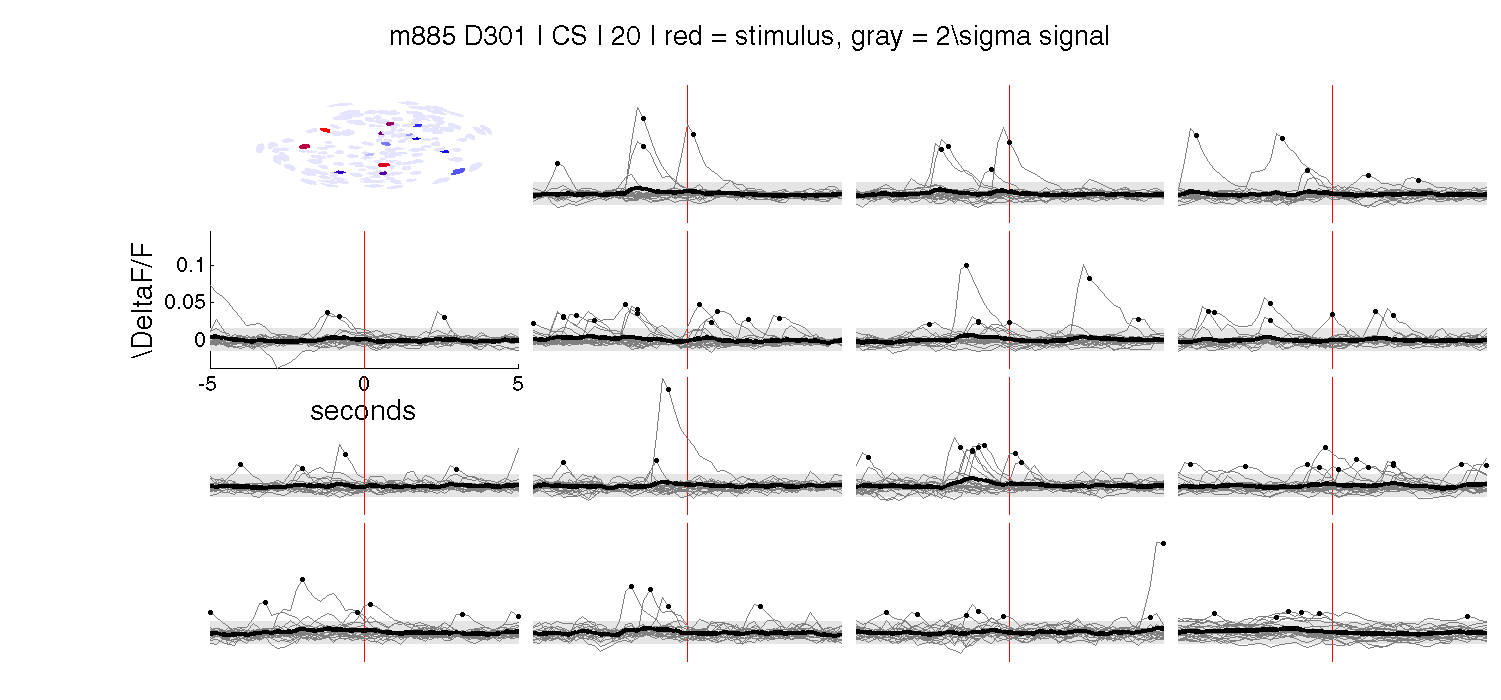 m885 D301 | CS | 20 | red = stimulus, gray = 2\sigma signal
\DeltaF/F
0.1
0.05
0
-5
0
5
seconds